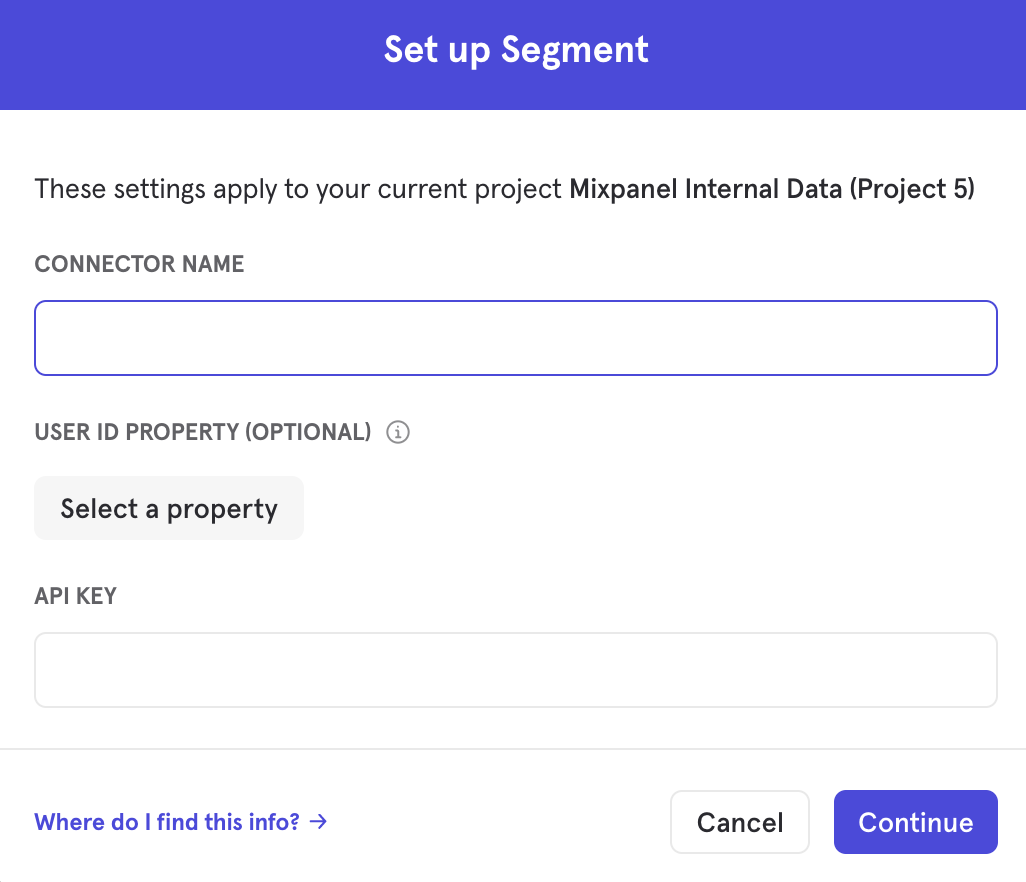 Set up Segment
These settings apply to your current project Mixpanel Internal Data (Project 5)
CONNECTOR NAME
USER ID PROPERTY (OPTIONAL)
Select a property
API KEY
Where do I find this info? →
Cancel
Continue